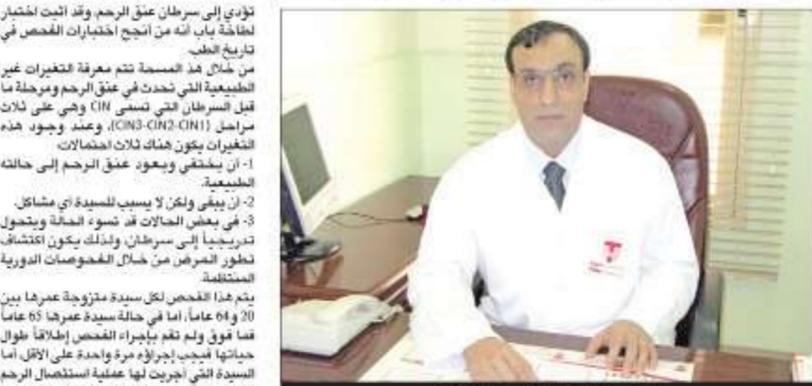 تؤدي إلى سرطان عنق الرحم. وقد أثبت اختبار
لطاخة باب أنه من أنجح اختبارات الفحص في
تاريخ الطب.
من خلال هذ المسحة تتم معرفة التغيرات غير
الطبيعية التي تحدث في عنق الرحم ومرحلة ما
قبل السرطان التي تسمى CIN وهي على ثلاث
مراحل (CIN3-CIN2-CIN1)، وعند وجود هذه
التغيرات يكون هناك ثلاث احتمالات:
1- أن يختفي ويعود عنق الرحم إلى حالته
الطبيعية.
2- أن يبقى ولكن لا يسبب للسيدة أي مشاكل.
3- في بعض الحالات قد تسوء الحالة ويتحول
تدريجياً إلى سرطان، ولذلك يكون اكتشاف
تطور المرض من خلال الفحوصات الدورية
المنتظمة.
يتم هذا الفحص لكل سيدة متزوجة عمرها بين
20 و64 عاماً، أما في حالة سيدة عمرها 65 عاماً
فما فوق ولم تقم بإجراء الفحص إطلاقاً طوال
حياتها فيجب إجراؤه مرة واحدة على الأقل، أما
السيدة التي أجريت لها عملية استئصال الرحم